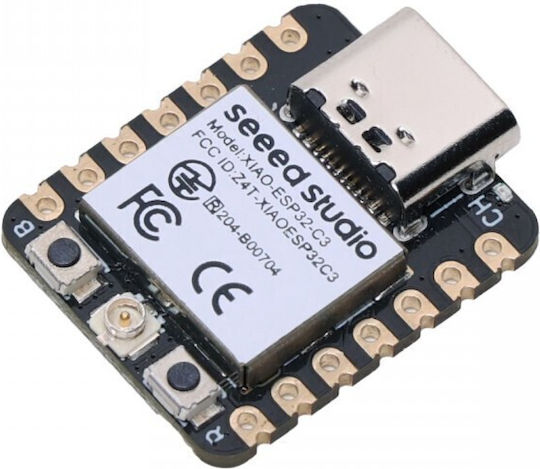 seeed studio
Model:XIAO-ESP32-C3
FCC ID:Z4T-XIAOESP32C3
R 204-B00704
FC CE
CH
B
R